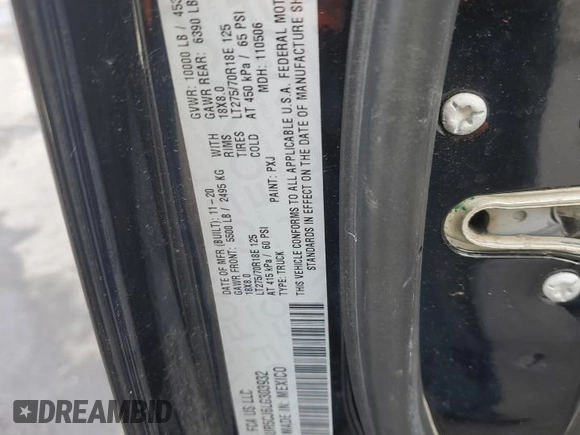 FCA US LLC
DATE OF MFR.(BUILT): 11-20
GVWR: 10000 LB /
GAWR FRONT: 5500 LB / 2495 KG WITH
GAWR REAR: 6390 LB
18X8.0 RIMS 18X8.0
LT275/70R18E 125 TIRES LT275/70R18E 125
AT 415 kPa / 60 PSI COLD AT 450 kPa / 65 PSI
MDH: 110506
TYPE: TRUCK PAINT: PXJ
THIS VEHICLE CONFORMS TO ALL APPLICABLE U.S.A. FEDERAL
STANDARDS IN EFFECT ON THE DATE OF MANUFACTURE
MADE IN MEXICO
AUTOBIDMASTER